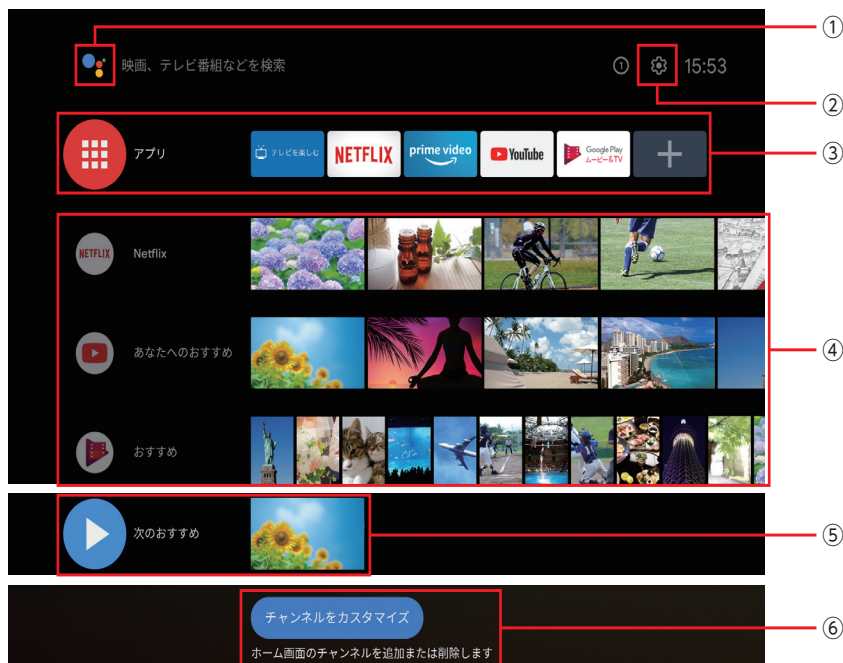 ①
映画、テレビ番組などを検索
① 15:53
②
アプリ
テレビを楽しむ
NETFLIX
prime video
YouTube
Google Play
ムービー&TV
③
NETFLIX
Netflix
あなたへのおすすめ
④
おすすめ
次のおすすめ
⑤
チャンネルをカスタマイズ
ホーム画面のチャンネルを追加または削除します
⑥